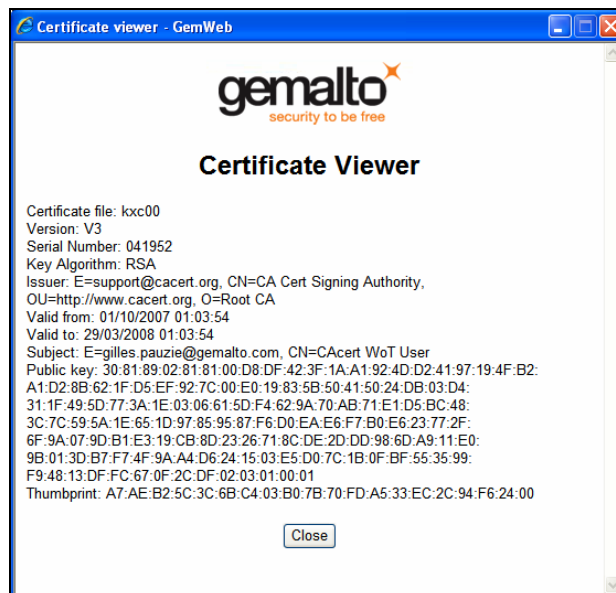 Certificate viewer - GemWeb
gemalto
security to be free
Certificate Viewer
Certificate file: kxc00
Version: V3
Serial Number: 041952
Key Algorithm: RSA
Issuer: E=support@cacert.org, CN=CA Cert Signing Authority,
OU=http://www.cacert.org, O=Root CA
Valid from: 01/10/2007 01:03:54
Valid to: 29/03/2008 01:03:54
Subject: E=gilles.pauzie@gemalto.com, CN=CAcert WoT User
Public key: 30:81:89:02:81:81:00:D8:DF:42:3F:1A:A1:92:4D:D2:41:97:19:4F:B2:
A1:D2:8B:62:1F:D5:EF:92:7C:00:E0:19:83:5B:50:41:50:24:DB:03:D4:
31:1F:49:5D:77:3A:1E:03:06:61:5D:F4:62:9A:70:AB:71:E1:D5:BC:48:
3C:7C:59:5A:1E:65:1D:97:85:95:87:F6:D0:EA:E6:F7:B0:E6:23:77:2F:
6F:9A:07:9D:B1:E3:19:CB:8D:23:26:71:8C:DE:2D:DD:98:6D:A9:11:E0:
9B:01:3D:B7:F7:4F:9A:A4:D6:24:15:03:E5:D0:7C:1B:0F:BF:55:35:99:
F9:48:13:DF:FC:67:0F:2C:DF:02:03:01:00:01
Thumbprint: A7:AE:B2:5C:3C:6B:C4:03:B0:7B:70:FD:A5:33:EC:2C:94:F6:24:00
Close